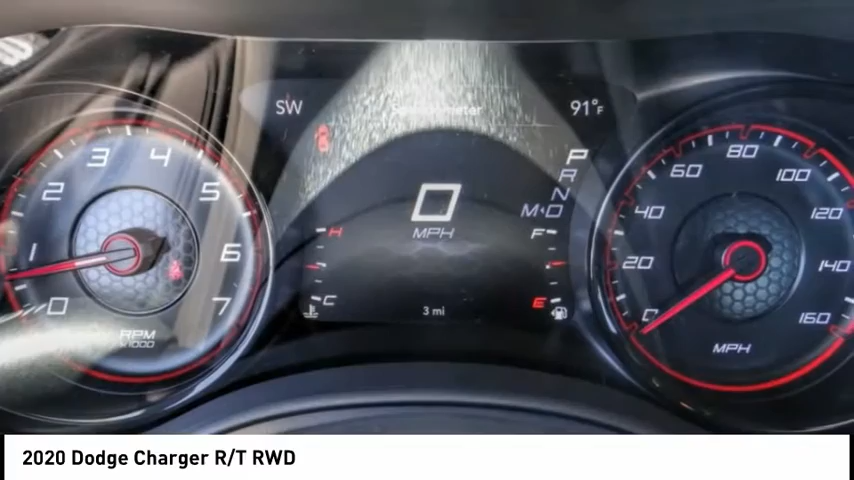 SW
91°F
0
MPH
P
R
N
M◂D
H
C
F
E
3 mi
0
1
2
3
4
5
6
7
RPM
X1000
0
20
40
60
80
100
120
140
160
MPH
2020 Dodge Charger R/T RWD